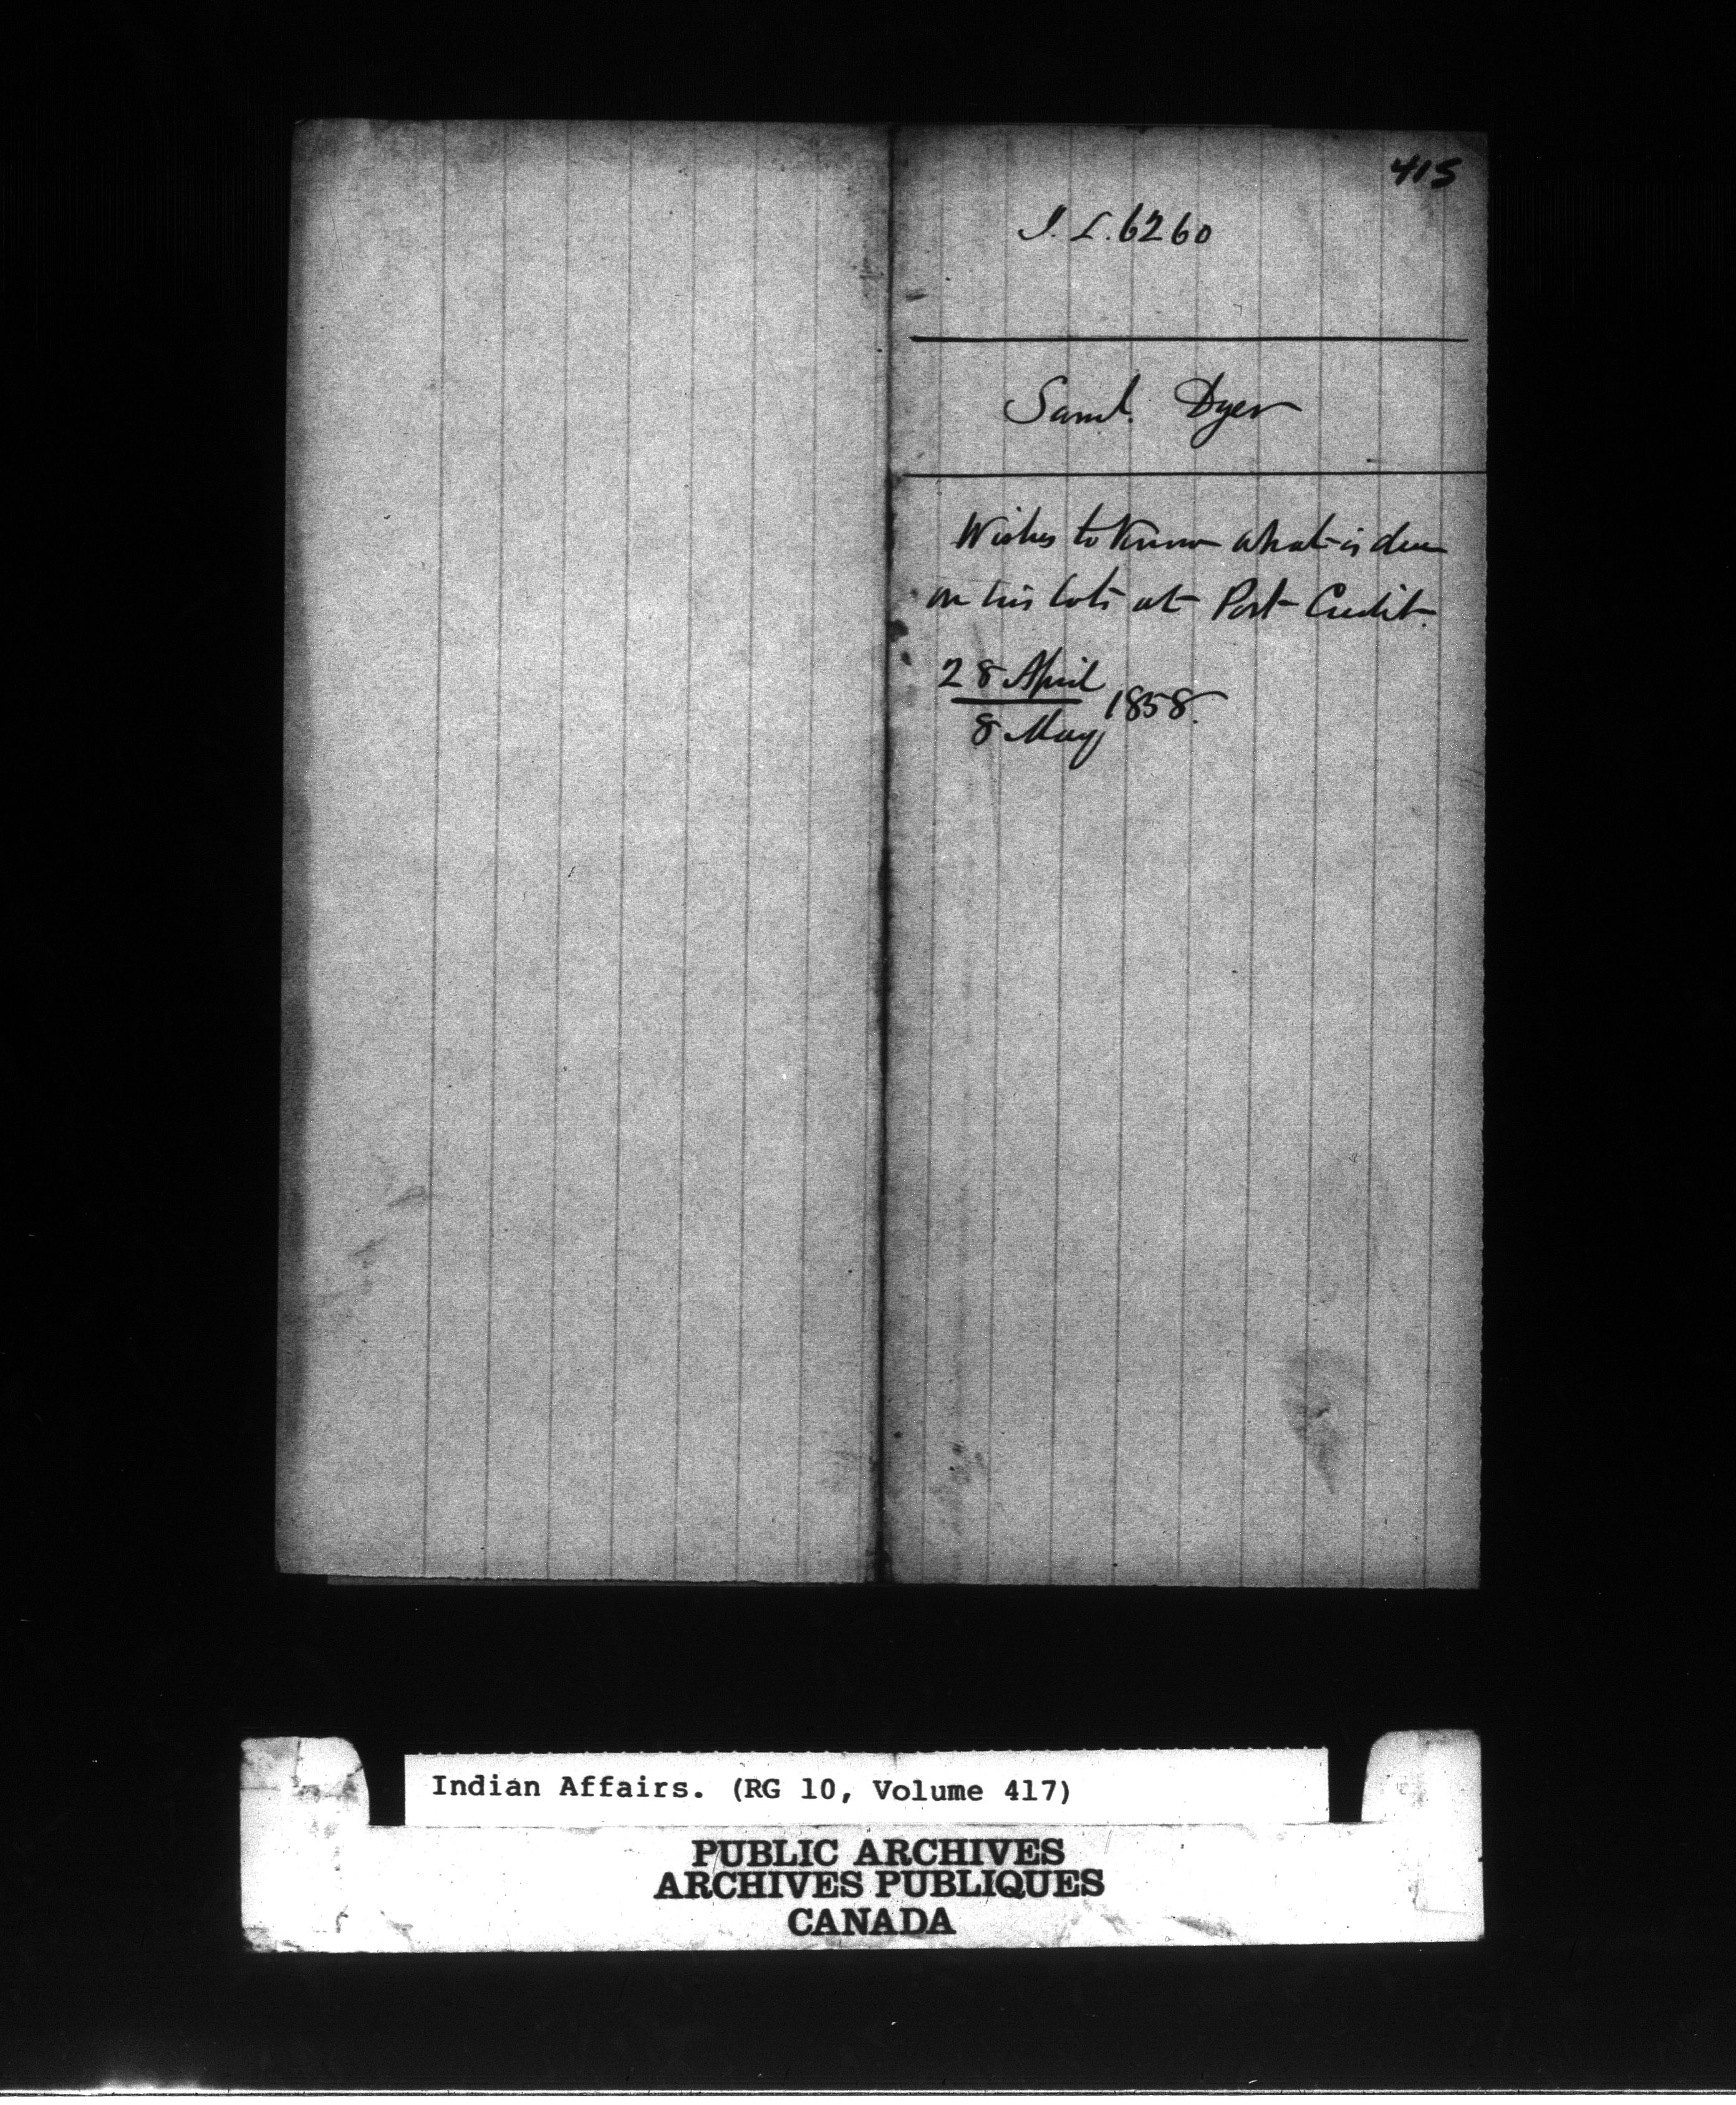 415
I. L. 6260
Saml. Dyer
Wishes to know what is due
on his lots at Port Credit.
28 April
8 May 1858.
Indian Affairs. (RG 10, Volume 417)
PUBLIC ARCHIVES
ARCHIVES PUBLIQUES
CANADA